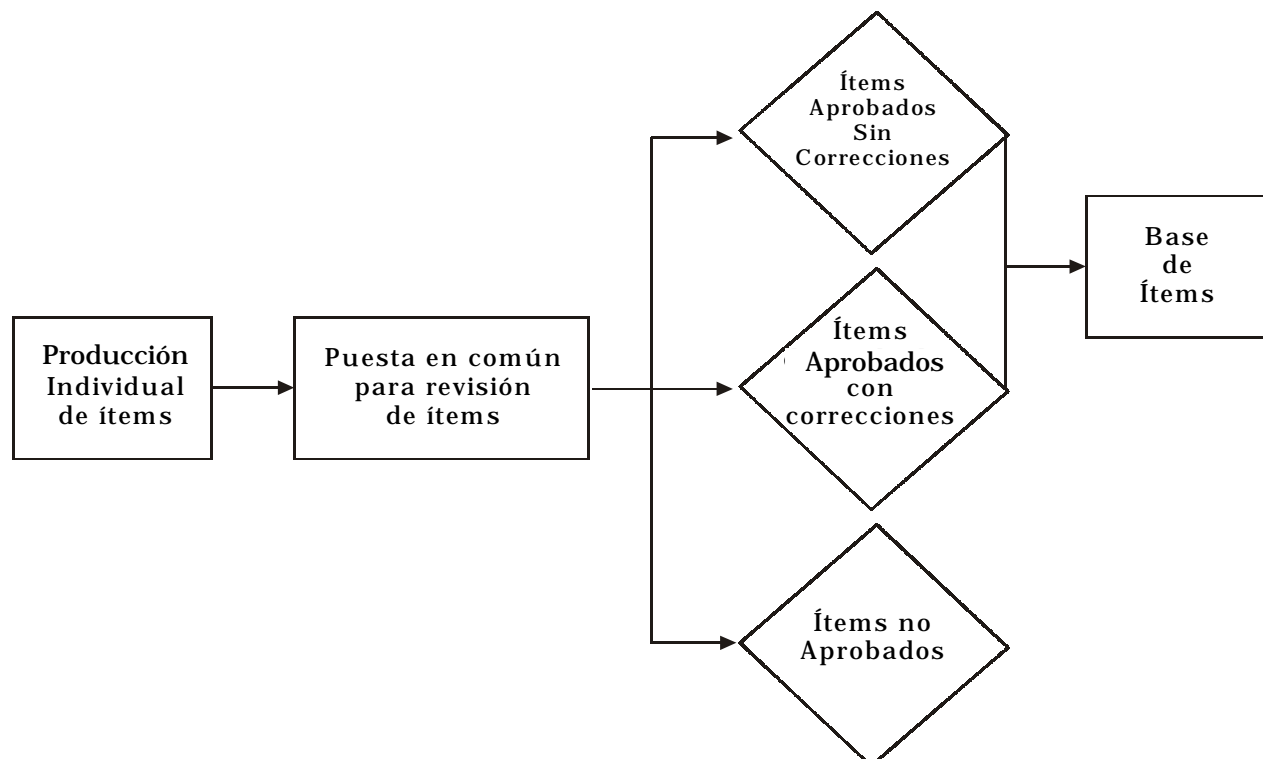 Producción
Individual
de ítems
Puesta en común
para revisión
de ítems
Ítems
Aprobados
Sin
Correcciones
Ítems
Aprobados
con
correcciones
Ítems no
Aprobados
Base
de
Ítems